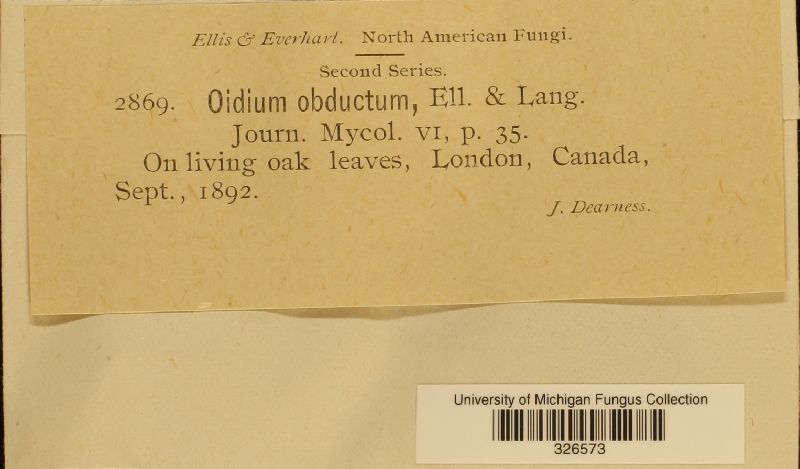 Ellis & Everhart. North American Fungi.
Second Series.
2869. Oidium obductum, Ell. & Lang.
Journ. Mycol. VI, p. 35.
On living oak leaves, London, Canada,
Sept., 1892.
J. Dearness.
University of Michigan Fungus Collection
326573